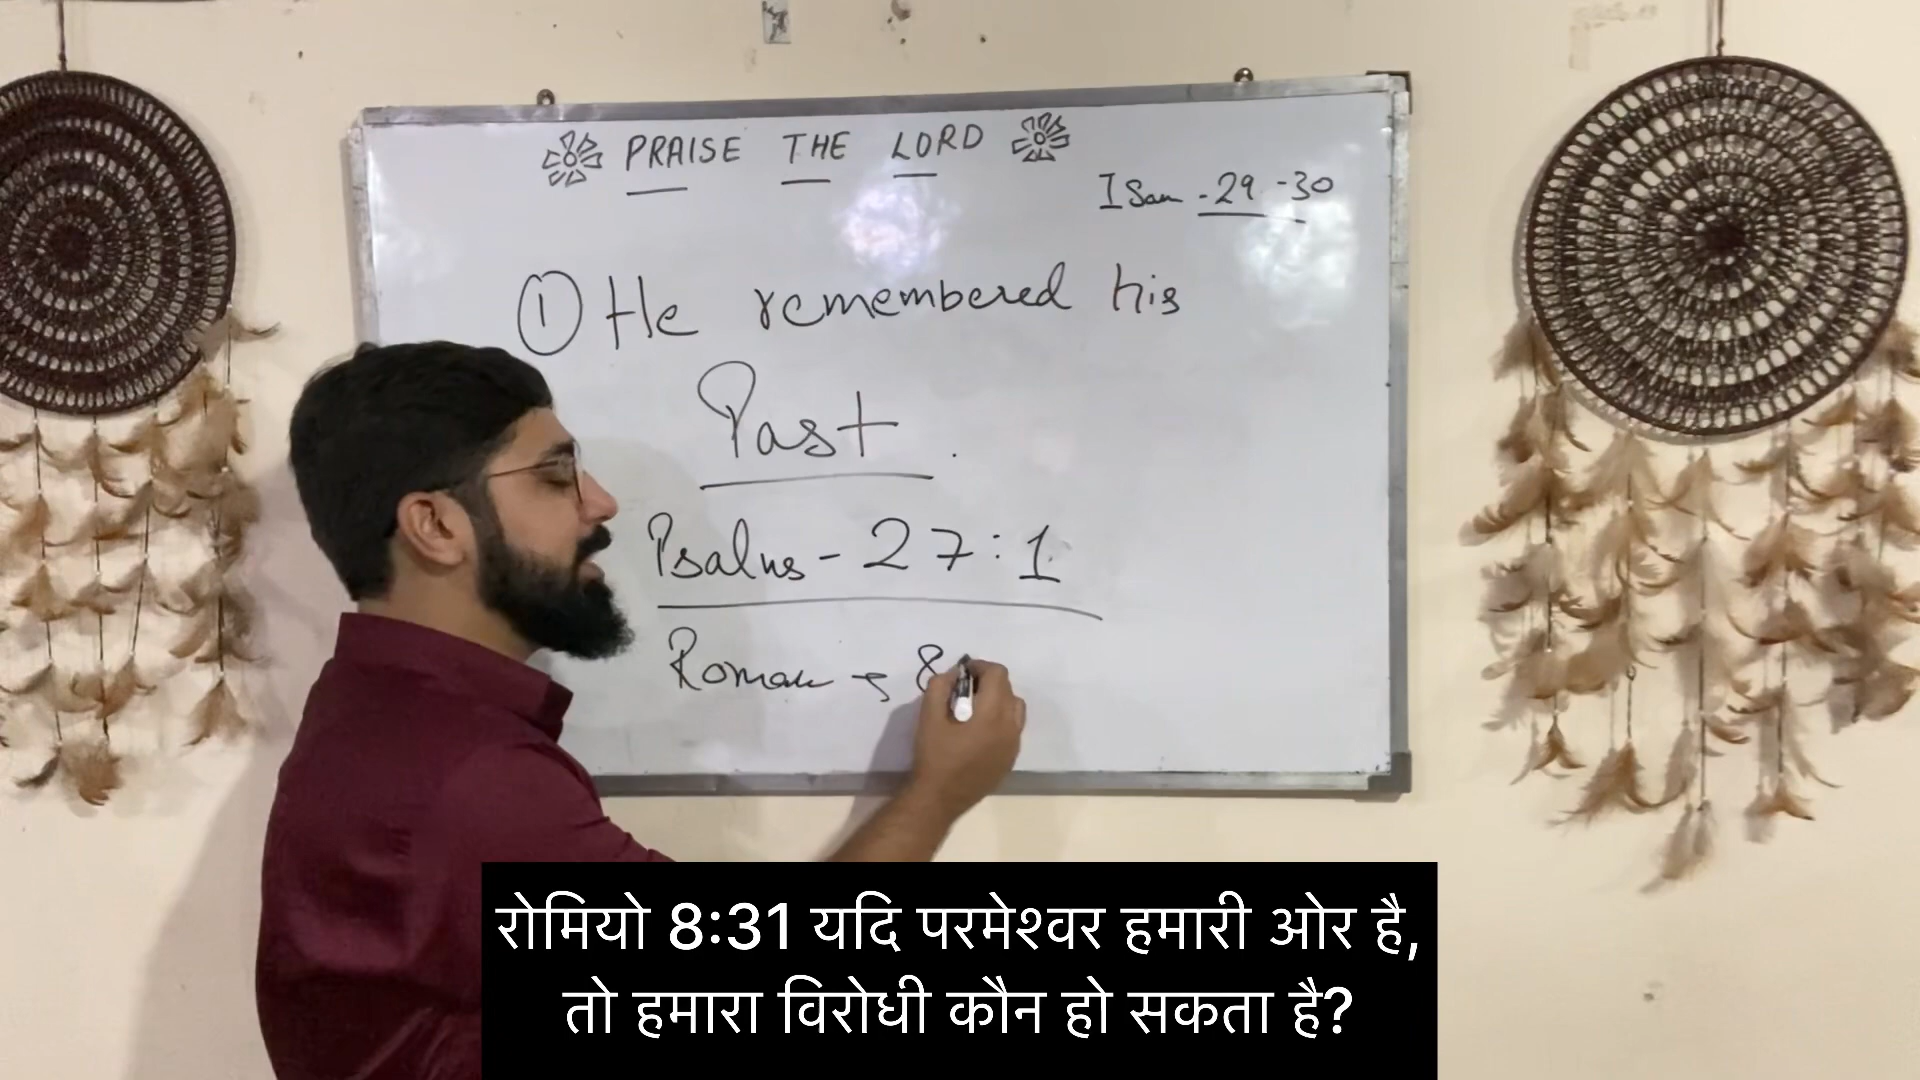 PRAISE THE LORD
I Sam - 29 - 30
① He remembered his
Past.
Psalms - 27:1
Roman → 8
रोमियो 8:31 यदि परमेश्वर हमारी ओर है,
तो हमारा विरोधी कौन हो सकता है?